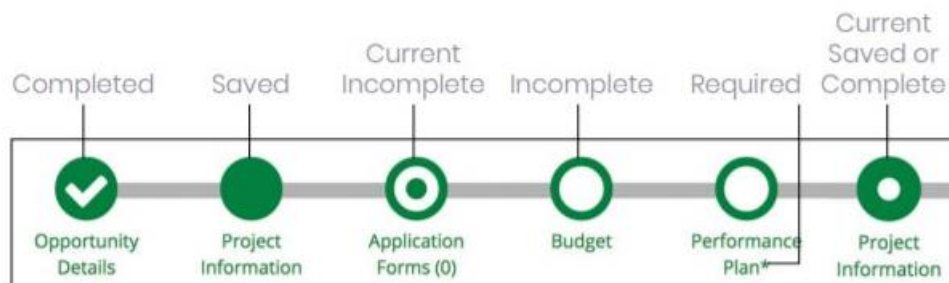 Current
Current
Saved or
Completed
Saved
Incomplete
Incomplete
Required
Complete
Opportunity
Details
Project
Information
Application
Forms (0)
Budget
Performance
Plan*
Project
Information